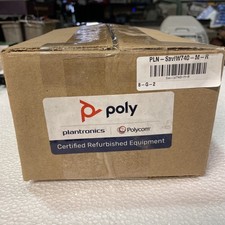 PLN-SaviW740-M-R
poly
plantronics Polycom
Certified Refurbished Equipment